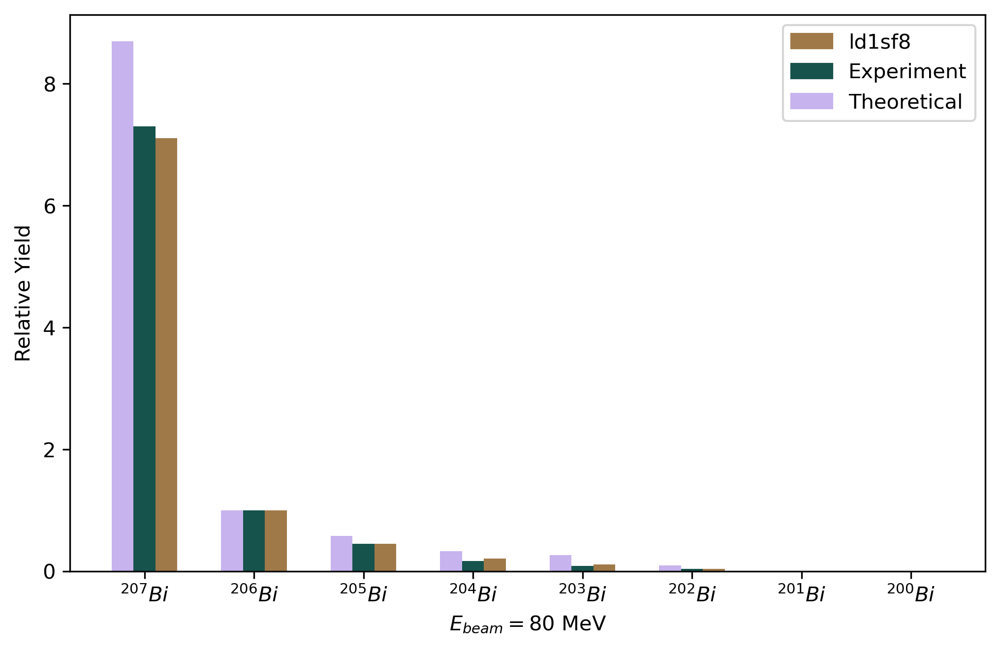 ld1sf8
Experiment
Theoretical
8
6
4
2
0
Relative Yield
²⁰⁷Bi ²⁰⁶Bi ²⁰⁵Bi ²⁰⁴Bi ²⁰³Bi ²⁰²Bi ²⁰¹Bi ²⁰⁰Bi
E_beam = 80 MeV